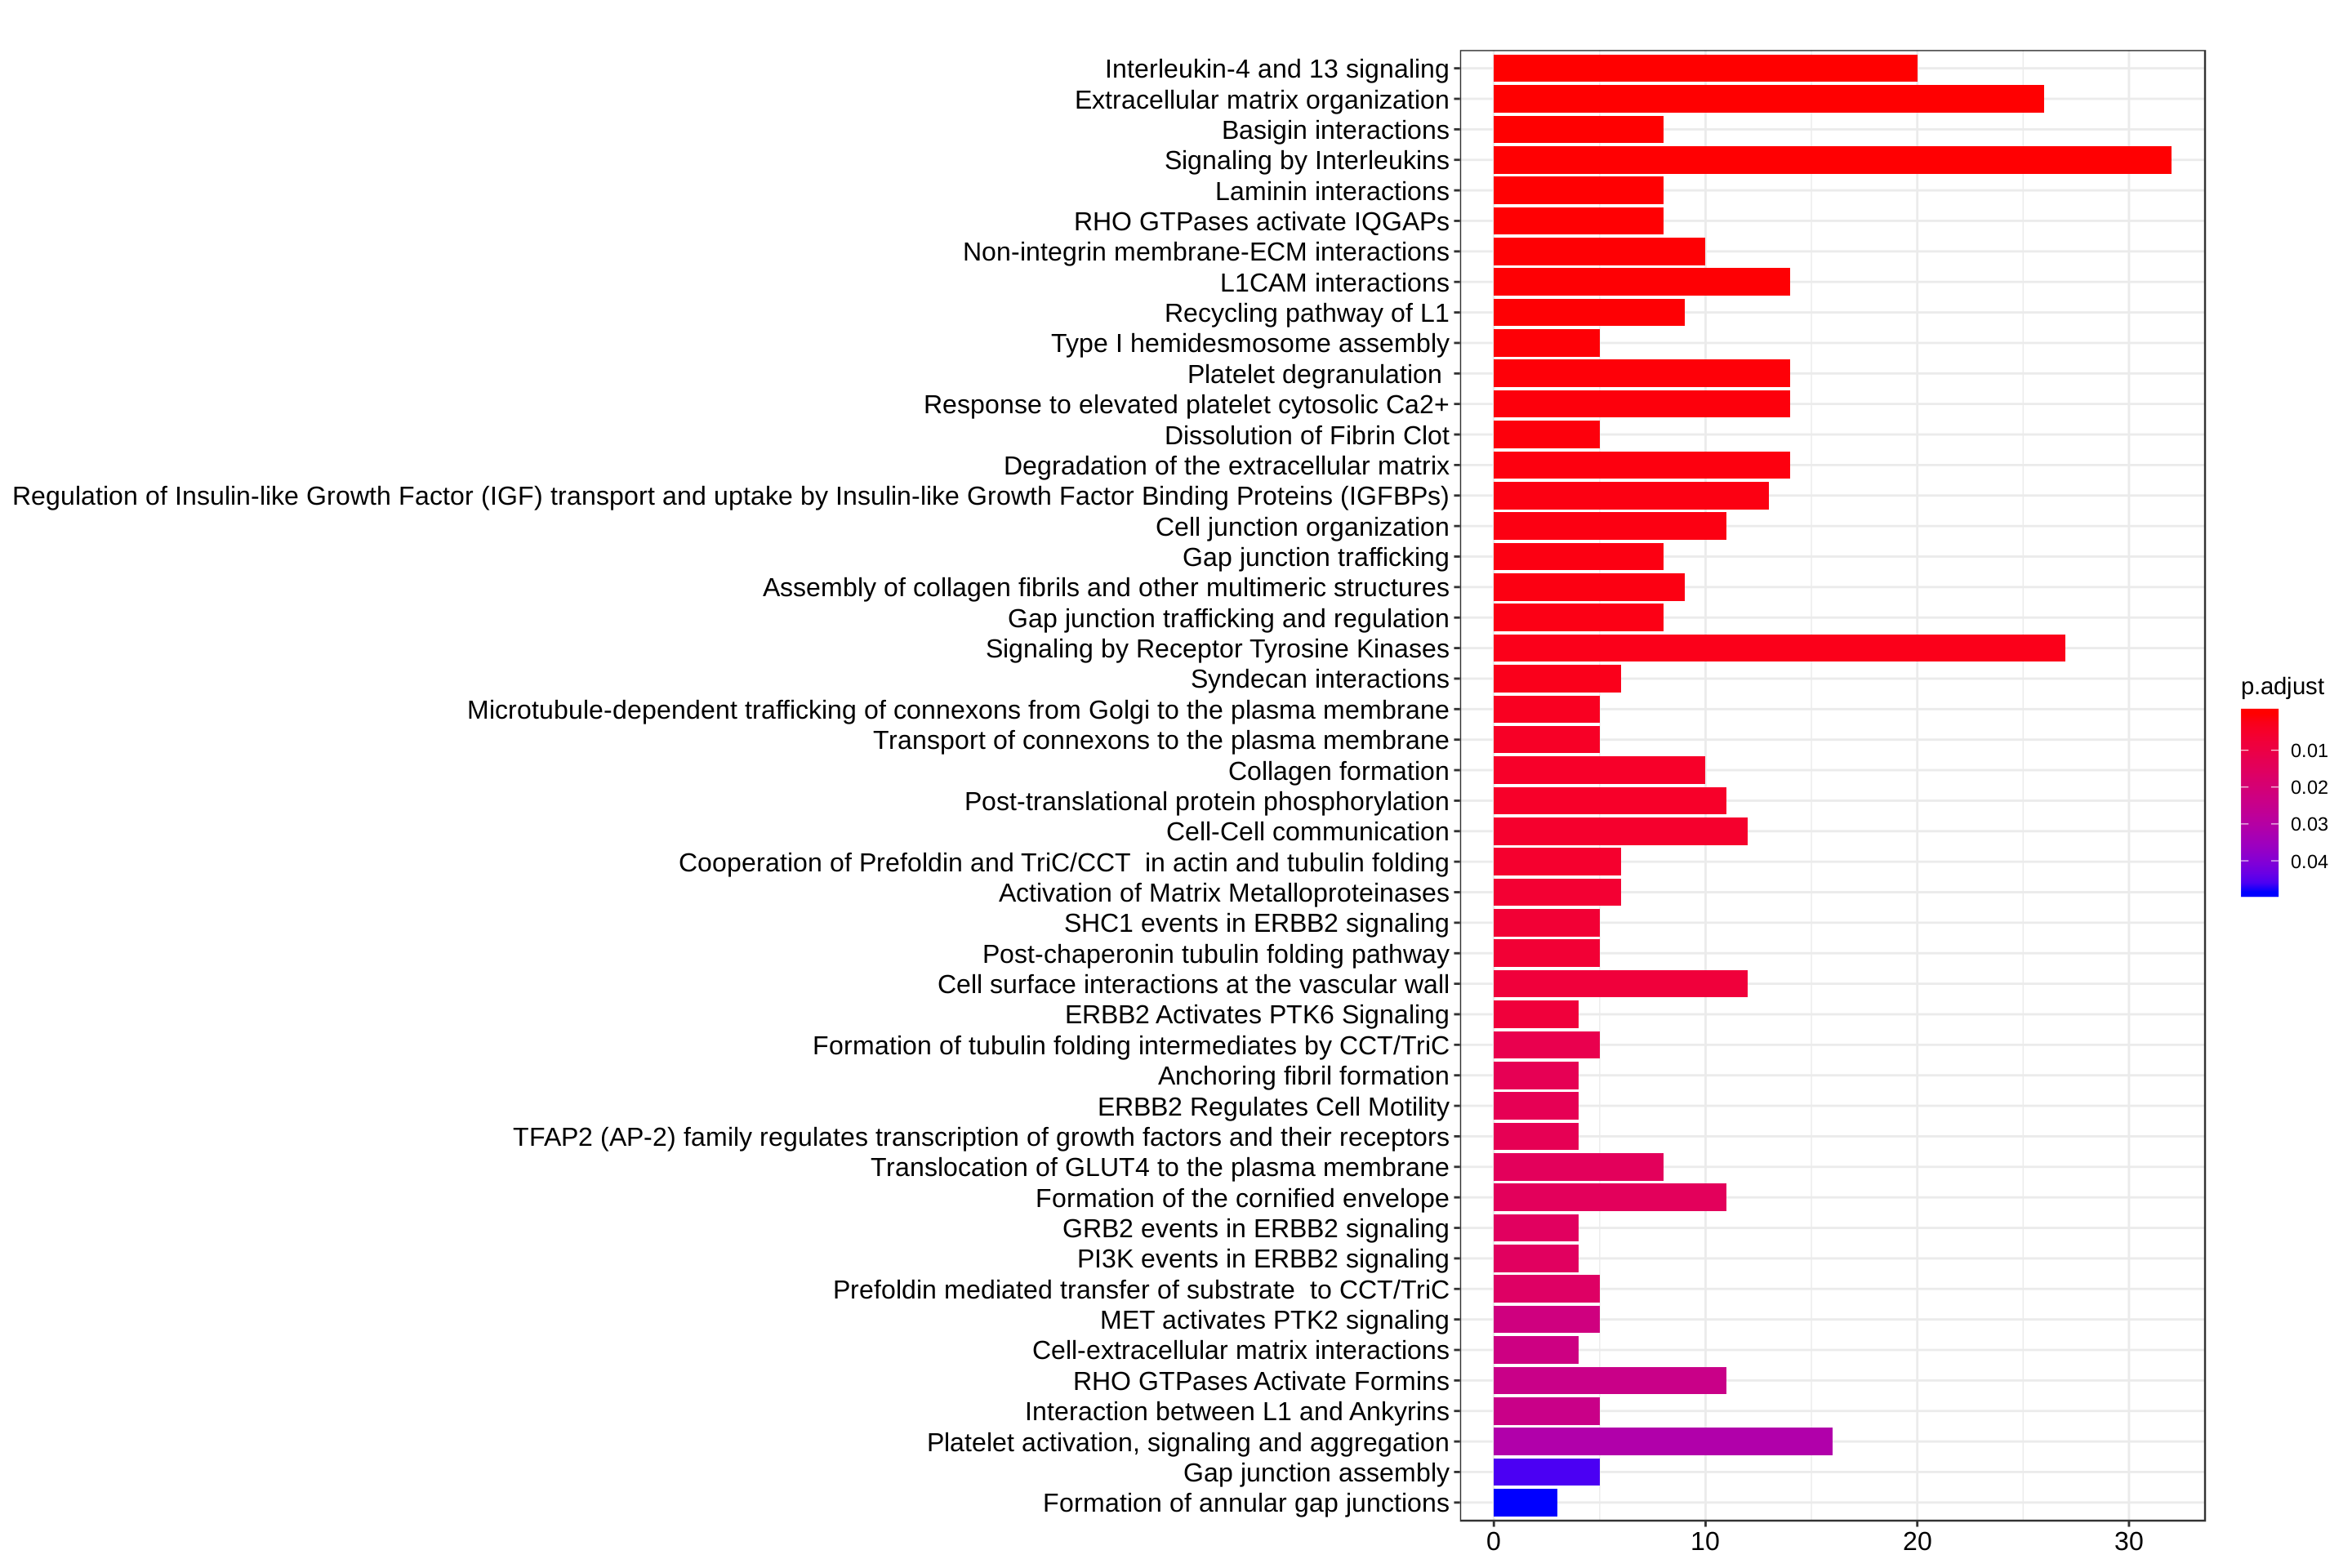 Interleukin-4 and 13 signaling
Extracellular matrix organization
Basigin interactions
Signaling by Interleukins
Laminin interactions
RHO GTPases activate IQGAPs
Non-integrin membrane-ECM interactions
L1CAM interactions
Recycling pathway of L1
Type I hemidesmosome assembly
Platelet degranulation
Response to elevated platelet cytosolic Ca2+
Dissolution of Fibrin Clot
Degradation of the extracellular matrix
Regulation of Insulin-like Growth Factor (IGF) transport and uptake by Insulin-like Growth Factor Binding Proteins (IGFBPs)
Cell junction organization
Gap junction trafficking
Assembly of collagen fibrils and other multimeric structures
Gap junction trafficking and regulation
Signaling by Receptor Tyrosine Kinases
Syndecan interactions
Microtubule-dependent trafficking of connexons from Golgi to the plasma membrane
Transport of connexons to the plasma membrane
Collagen formation
Post-translational protein phosphorylation
Cell-Cell communication
Cooperation of Prefoldin and TriC/CCT  in actin and tubulin folding
Activation of Matrix Metalloproteinases
SHC1 events in ERBB2 signaling
Post-chaperonin tubulin folding pathway
Cell surface interactions at the vascular wall
ERBB2 Activates PTK6 Signaling
Formation of tubulin folding intermediates by CCT/TriC
Anchoring fibril formation
ERBB2 Regulates Cell Motility
TFAP2 (AP-2) family regulates transcription of growth factors and their receptors
Translocation of GLUT4 to the plasma membrane
Formation of the cornified envelope
GRB2 events in ERBB2 signaling
PI3K events in ERBB2 signaling
Prefoldin mediated transfer of substrate  to CCT/TriC
MET activates PTK2 signaling
Cell-extracellular matrix interactions
RHO GTPases Activate Formins
Interaction between L1 and Ankyrins
Platelet activation, signaling and aggregation
Gap junction assembly
Formation of annular gap junctions
0 10 20 30
p.adjust
0.01
0.02
0.03
0.04